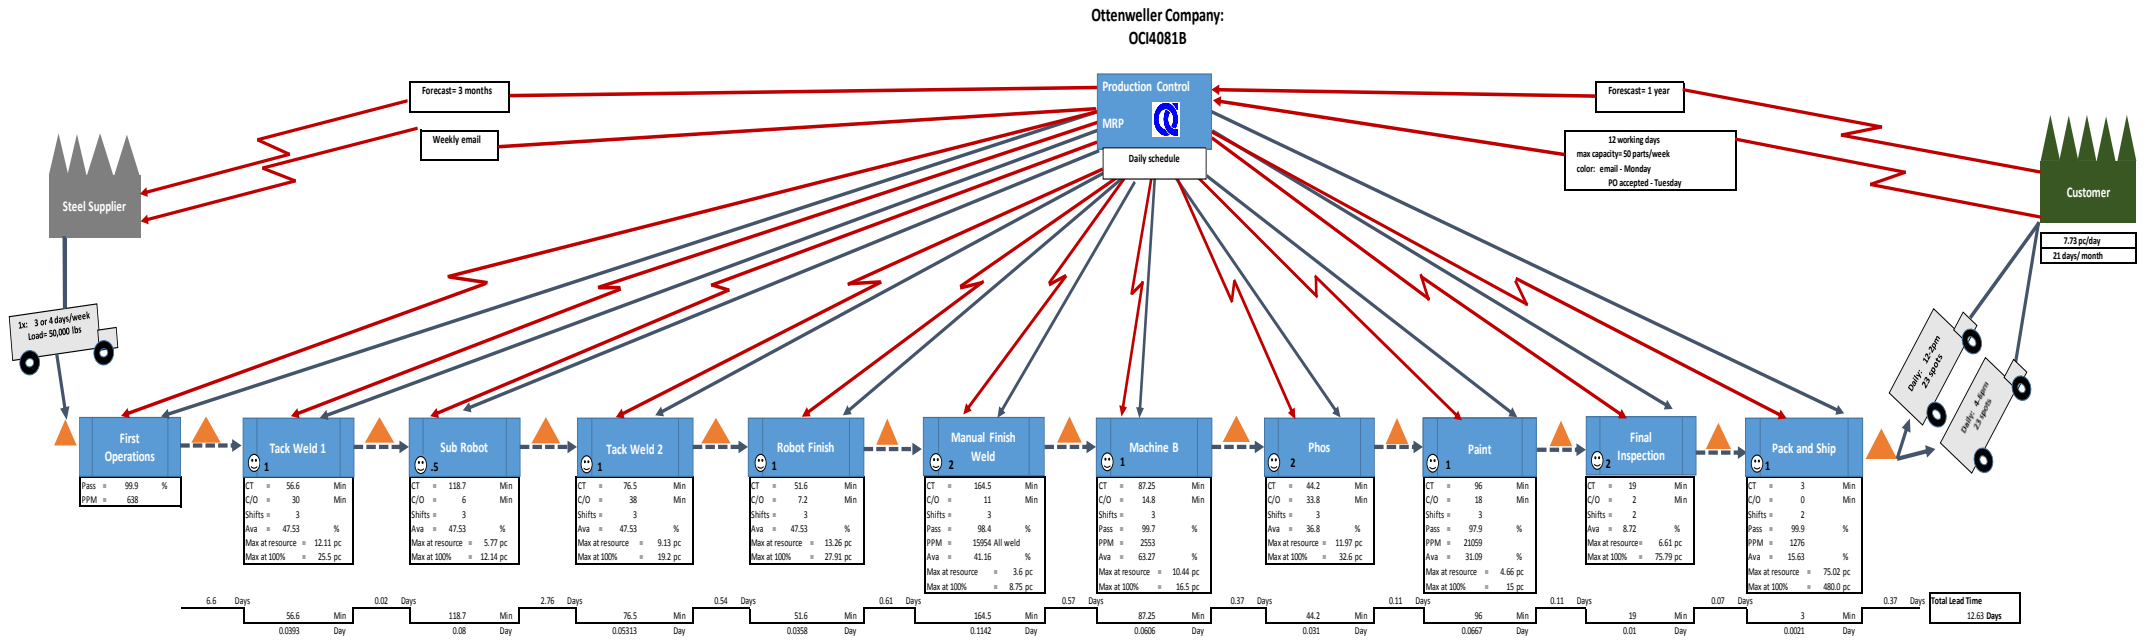 Ottenweller Company:
OCI4081B
Forecast= 3 months
Weekly email
Production Control
MRP
Daily schedule
Forescast= 1 year
12 working days
max capacity= 50 parts/week
color: email - Monday
PO accepted - Tuesday
Steel Supplier
Customer
7.73 pc/day
21 days/ month
1x: 3 or 4 days/week
Load= 50,000 lbs
Daily: 12-2pm
23 spots
Daily: 4-6pm
23 spots
First
Operations
Pass = 99.9 %
PPM = 638
Tack Weld 1
1
CT = 56.6 Min
C/O = 30 Min
Shifts = 3
Ava = 47.53 %
Max at resource = 12.11 pc
Max at 100% = 25.5 pc
Sub Robot
.5
CT = 118.7 Min
C/O = 6 Min
Shifts = 3
Ava = 47.53 %
Max at resource = 5.77 pc
Max at 100% = 12.14 pc
Tack Weld 2
1
CT = 76.5 Min
C/O = 38 Min
Shifts = 3
Ava = 47.53 %
Max at resource = 9.13 pc
Max at 100% = 19.2 pc
Robot Finish
1
CT = 51.6 Min
C/O = 7.2 Min
Shifts = 3
Ava = 47.53 %
Max at resource = 13.26 pc
Max at 100% = 27.91 pc
Manual Finish
Weld
2
CT = 164.5 Min
C/O = 11 Min
Shifts = 3
Pass = 98.4 %
PPM = 15954 All weld
Ava = 41.16 %
Max at resource = 3.6 pc
Max at 100% = 8.75 pc
Machine B
1
CT = 87.25 Min
C/O = 14.8 Min
Shifts = 3
Pass = 99.7 %
PPM = 2553
Ava = 63.27 %
Max at resource = 10.44 pc
Max at 100% = 16.5 pc
Phos
2
CT = 44.2 Min
C/O = 33.8 Min
Shifts = 3
Ava = 36.8 %
Max at resource = 11.97 pc
Max at 100% = 32.6 pc
Paint
1
CT = 96 Min
C/O = 18 Min
Shifts = 3
Pass = 97.9 %
PPM = 21059
Ava = 31.09 %
Max at resource = 4.66 pc
Max at 100% = 15 pc
Final
Inspection
2
CT = 19 Min
C/O = 2 Min
Shifts = 2
Ava = 8.72 %
Max at resource= 6.61 pc
Max at 100% = 75.79 pc
Pack and Ship
1
CT = 3 Min
C/O = 0 Min
Shifts = 2
Pass = 99.9 %
PPM = 1276
Ava = 15.63 %
Max at resource = 75.02 pc
Max at 100% = 480.0 pc
6.6 Days 0.02 Days 2.76 Days 0.54 Days 0.61 Days 0.57 Days 0.37 Days 0.11 Days 0.11 Days 0.07 Days 0.37 Days
56.6 Min 118.7 Min 76.5 Min 51.6 Min 164.5 Min 87.25 Min 44.2 Min 96 Min 19 Min 3 Min
0.0393 Day 0.08 Day 0.05313 Day 0.0358 Day 0.1142 Day 0.0606 Day 0.031 Day 0.0667 Day 0.01 Day 0.0021 Day
Total Lead Time
12.63 Days